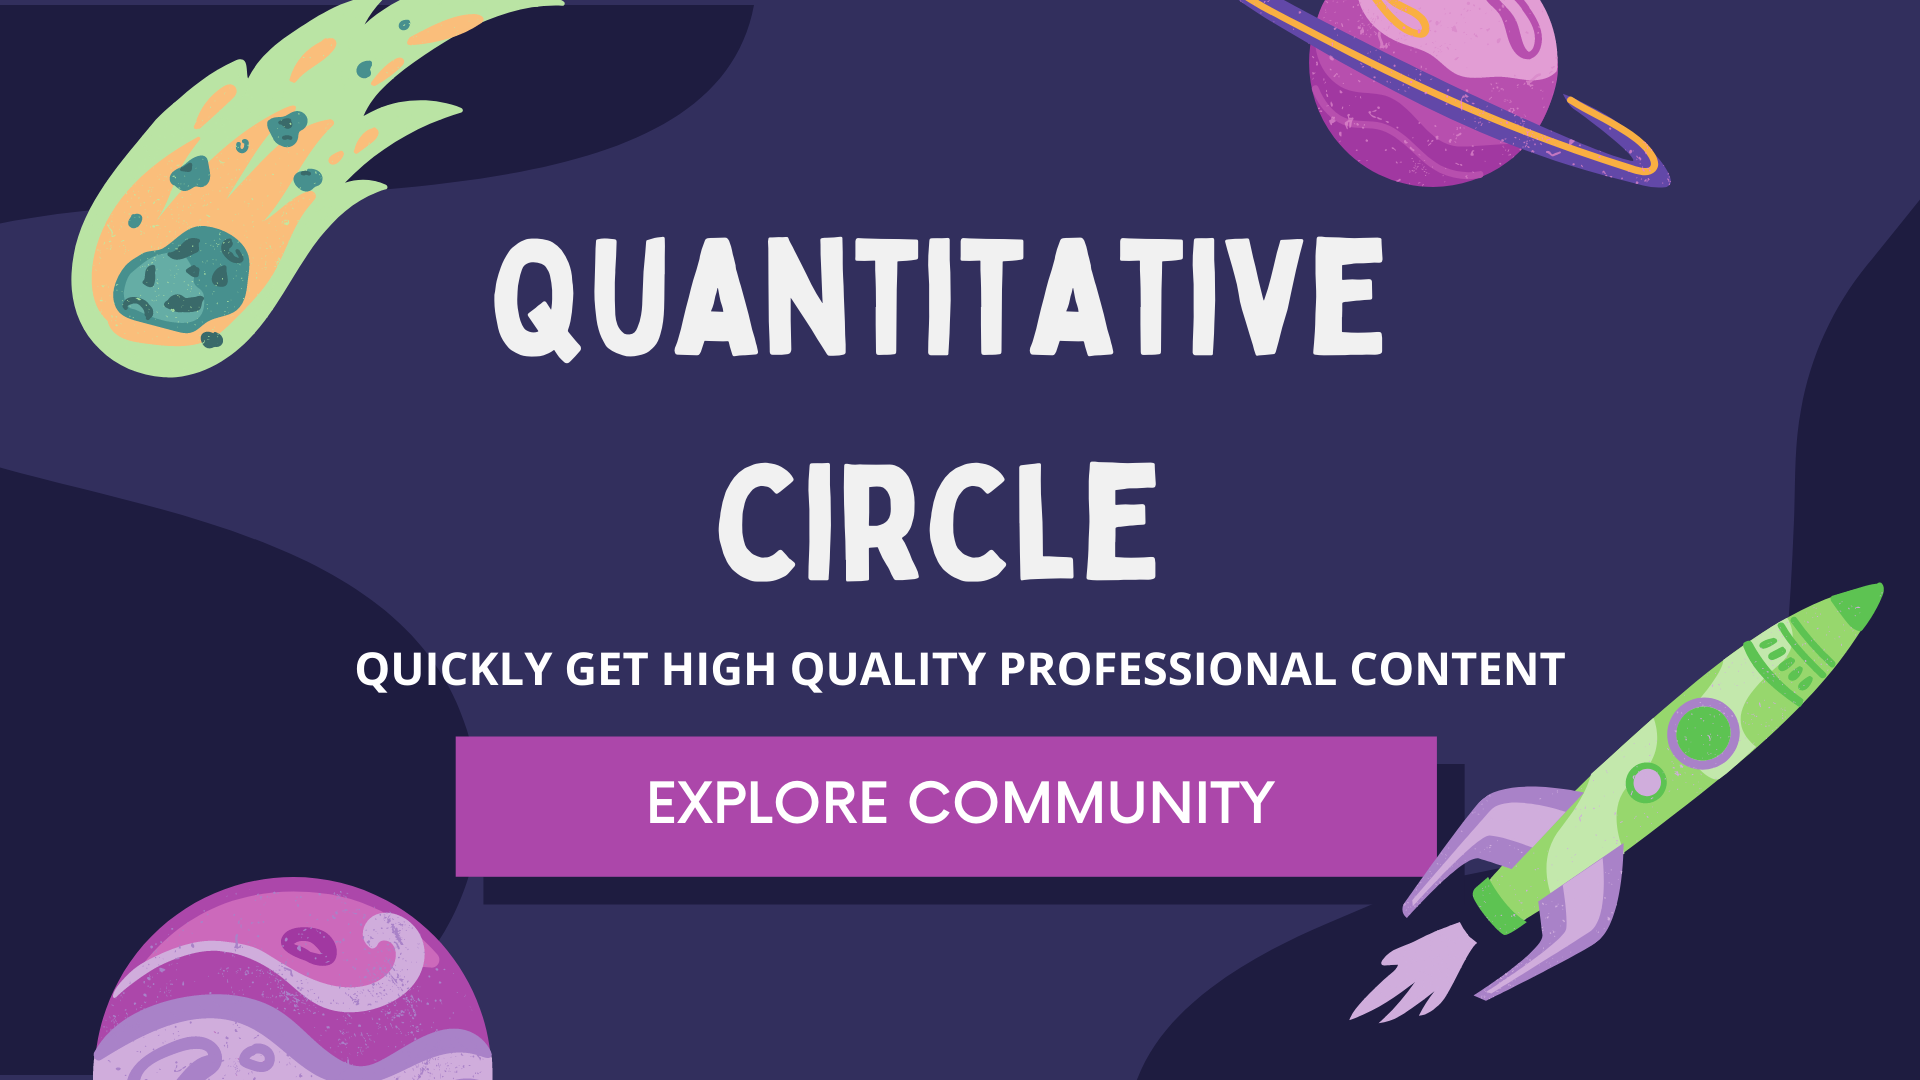 QUANTITATIVE
CIRCLE
QUICKLY GET HIGH QUALITY PROFESSIONAL CONTENT
EXPLORE COMMUNITY